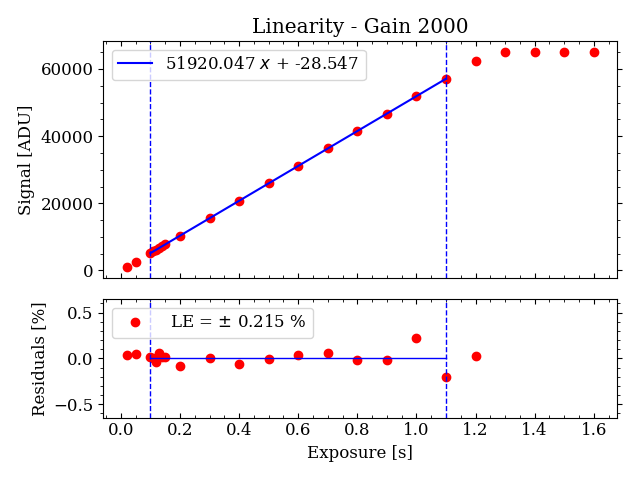 Linearity - Gain 2000
51920.047 x + -28.547
Signal [ADU]
60000
40000
20000
0
LE = ± 0.215 %
Residuals [%]
0.5
0.0
−0.5
0.0 0.2 0.4 0.6 0.8 1.0 1.2 1.4 1.6
Exposure [s]